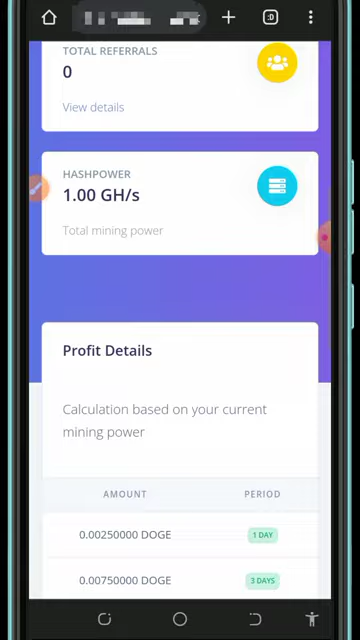 :D
TOTAL REFERRALS
0
View details
HASHPOWER
1.00 GH/s
Total mining power
Profit Details
Calculation based on your current
mining power
AMOUNT PERIOD
0.00250000 DOGE 1 DAY
0.00750000 DOGE 3 DAYS